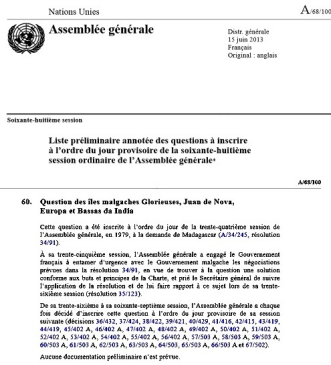 Nations Unies
A/68/100
Assemblée générale
Distr. générale
15 juin 2013
Français
Original : anglais
Soixante-huitième session
Liste préliminaire annotée des questions à inscrire
à l'ordre du jour provisoire de la soixante-huitième
session ordinaire de l'Assemblée générale*
A/68/100
60. Question des îles malgaches Glorieuses, Juan de Nova,
Europa et Bassas da India
Cette question a été inscrite à l'ordre du jour de la trente-quatrième session de
l'Assemblée générale, en 1979, à la demande de Madagascar (A/34/245, résolution
34/91).
À sa trente-cinquième session, l'Assemblée générale a engagé le Gouvernement
français à entamer d'urgence avec le Gouvernement malgache les négociations
prévues dans la résolution 34/91, en vue de trouver à la question une solution
conforme aux buts et principes de la Charte, et prié le Secrétaire général de suivre
l'application de la résolution et de lui faire rapport à ce sujet lors de sa trente-
sixième session (résolution 35/123).
De sa trente-sixième à sa soixante-septième session, l'Assemblée générale a chaque
fois décidé d'inscrire cette question à l'ordre du jour provisoire de sa session
suivante (décisions 36/432, 37/424, 38/422, 39/421, 40/429, 41/416, 42/415, 43/419,
44/419, 45/402 A, 46/402 A, 47/402 A, 48/402 A, 49/402 A, 50/402 A, 51/402 A,
52/402 A, 53/402 A, 54/402 A, 55/402 A, 56/402 A, 57/503 A, 58/503 A, 59/503 A,
60/503 A, 61/503 A, 62/503 A, 63/503 A, 64/503 A, 65/503 A, 66/503 A et 67/502).
Aucune documentation préliminaire n'est prévue.